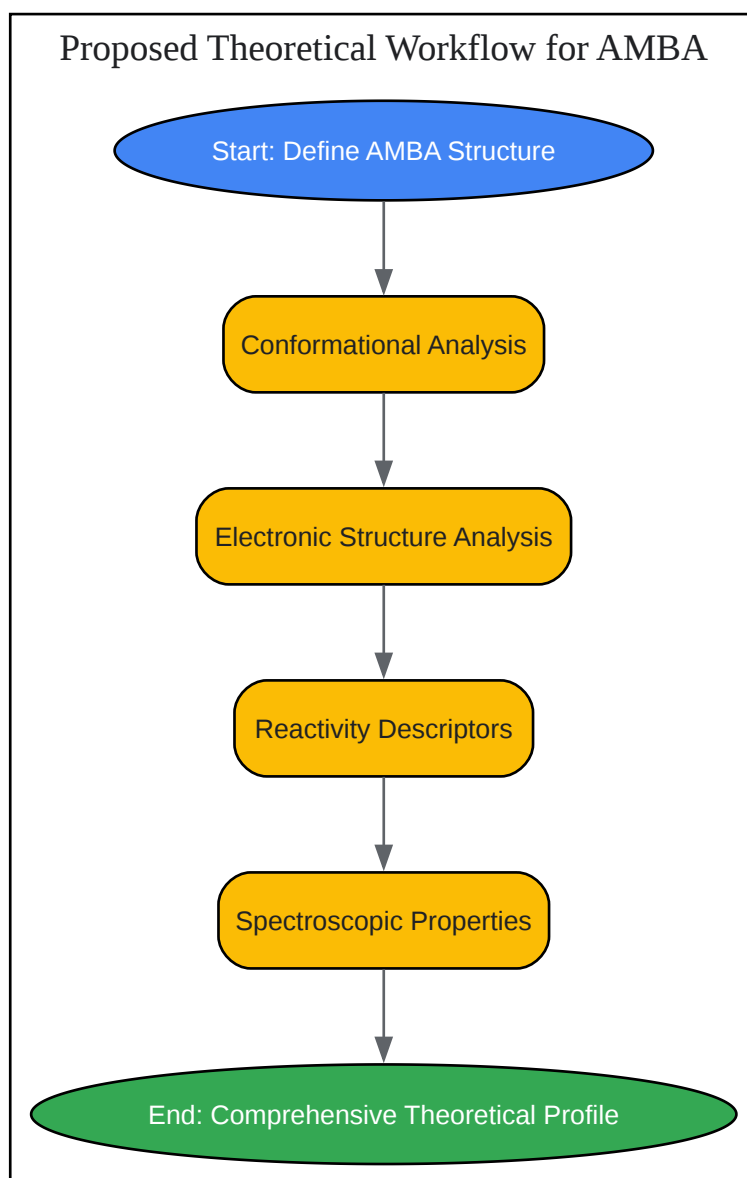 Proposed Theoretical Workflow for AMBA
Start: Define AMBA Structure
Conformational Analysis
Electronic Structure Analysis
Reactivity Descriptors
Spectroscopic Properties
End: Comprehensive Theoretical Profile